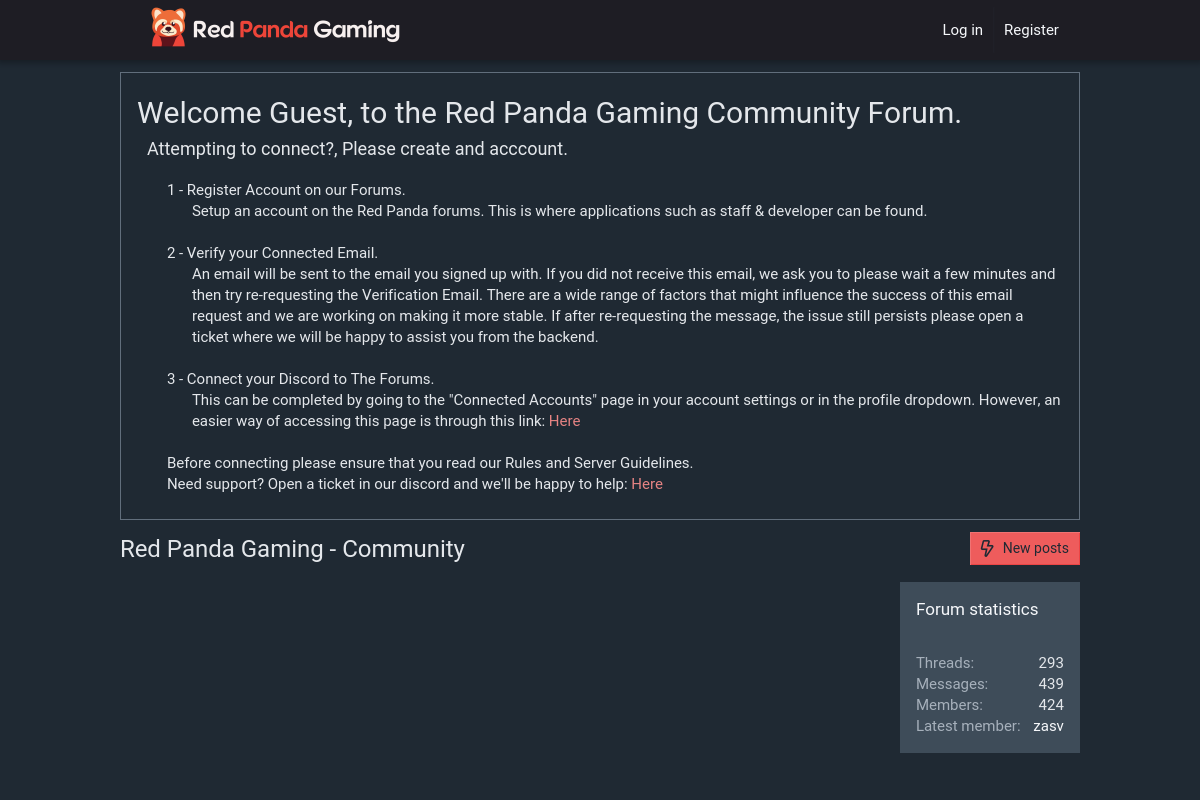 Red Panda Gaming
Log in
Register
Welcome Guest, to the Red Panda Gaming Community Forum.
Attempting to connect?, Please create and acccount.
1 - Register Account on our Forums.
Setup an account on the Red Panda forums. This is where applications such as staff & developer can be found.
2 - Verify your Connected Email.
An email will be sent to the email you signed up with. If you did not receive this email, we ask you to please wait a few minutes and
then try re-requesting the Verification Email. There are a wide range of factors that might influence the success of this email
request and we are working on making it more stable. If after re-requesting the message, the issue still persists please open a
ticket where we will be happy to assist you from the backend.
3 - Connect your Discord to The Forums.
This can be completed by going to the "Connected Accounts" page in your account settings or in the profile dropdown. However, an
easier way of accessing this page is through this link: Here
Before connecting please ensure that you read our Rules and Server Guidelines.
Need support? Open a ticket in our discord and we'll be happy to help: Here
Red Panda Gaming - Community
New posts
Forum statistics
Threads: 293
Messages: 439
Members: 424
Latest member: zasv